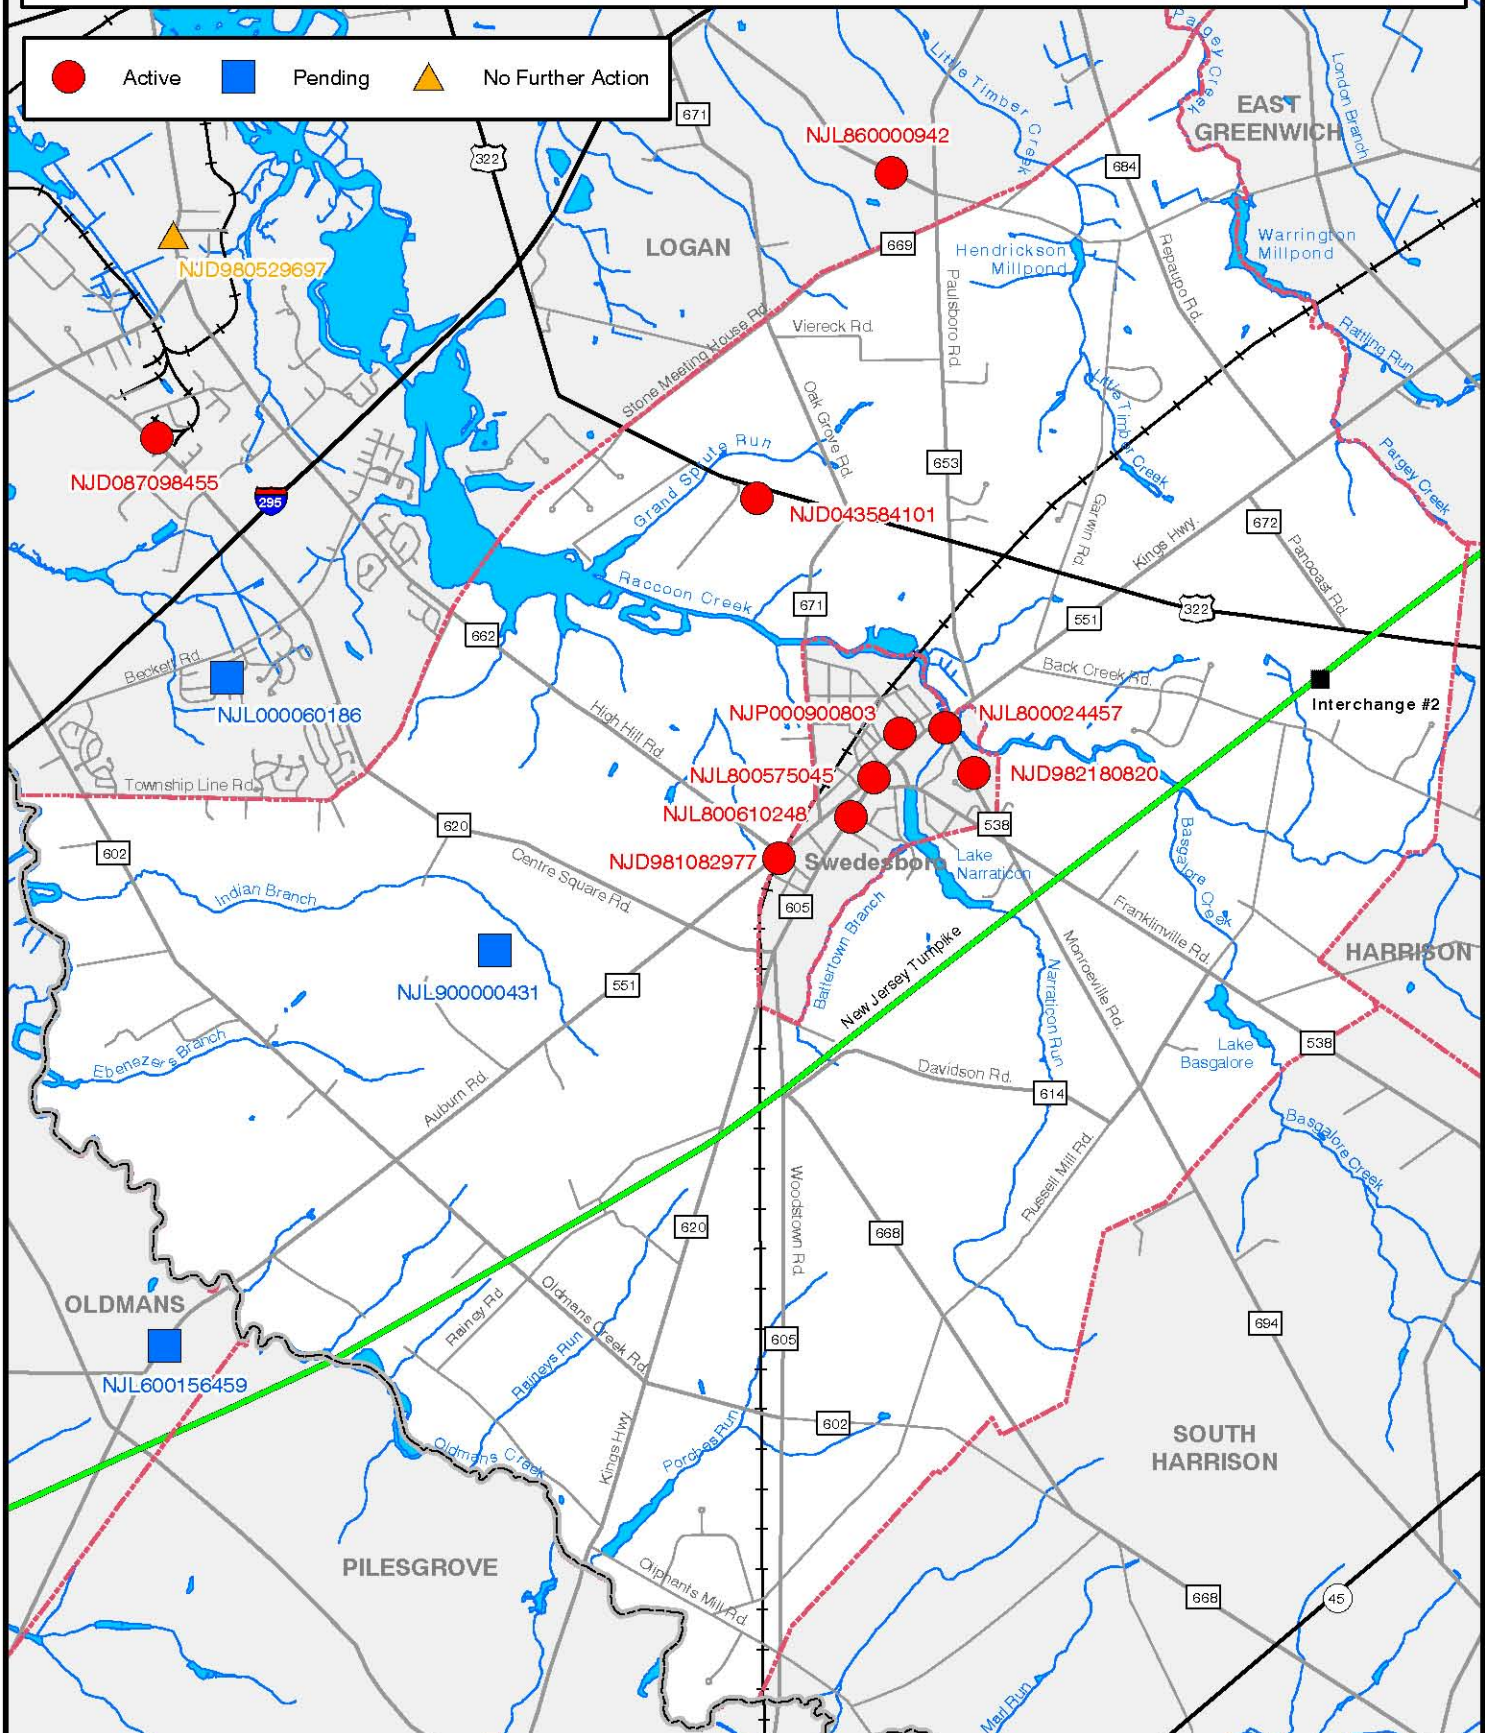 Active
Pending
No Further Action
671
322
NJL860000942
Little Timber Creek
Pargey Creek
EAST
GREENWICH
London Branch
684
NJD980529697
LOGAN
669
Hendrickson
Millpond
Warrington
Millpond
Repaupo Rd.
Paulsboro Rd.
Viereck Rd.
Stone Meeting House Rd.
Rattling Run
Oak Grove Rd.
Little Timber Creek
NJD087098455
295
Grand Sprute Run
653
Pargey Creek
NJD043584101
Garwin Rd.
Kings Hwy.
672
Pancoast Rd.
Raccoon Creek
671
322
551
662
Beckett Rd.
Back Creek Rd.
NJL000060186
High Hill Rd.
NJP000900803
NJL800024457
Interchange #2
NJL800575045
NJD982180820
Township Line Rd.
NJL800610248
620
538
602
NJD981082977
Swedesboro
Lake
Narraticon
Basgalore Creek
Centre Square Rd.
Indian Branch
605
Franklinville Rd.
Battertown Branch
New Jersey Turnpike
Monroeville Rd.
HARRISON
NJL900000431
551
Narraticon Run
Ebenezer's Branch
Lake
Basgalore
538
Davidson Rd.
614
Auburn Rd.
Basgalore Creek
Russell Mill Rd.
Woodstown Rd.
620
668
OLDMANS
Rainey Rd
Oldmans Creek Rd.
Raineys Run
605
694
NJL600156459
602
Kings Hwy.
Porches Run
Oldmans Creek
SOUTH
HARRISON
PILESGROVE
Oliphants Mill Rd.
668
45
Marl Run